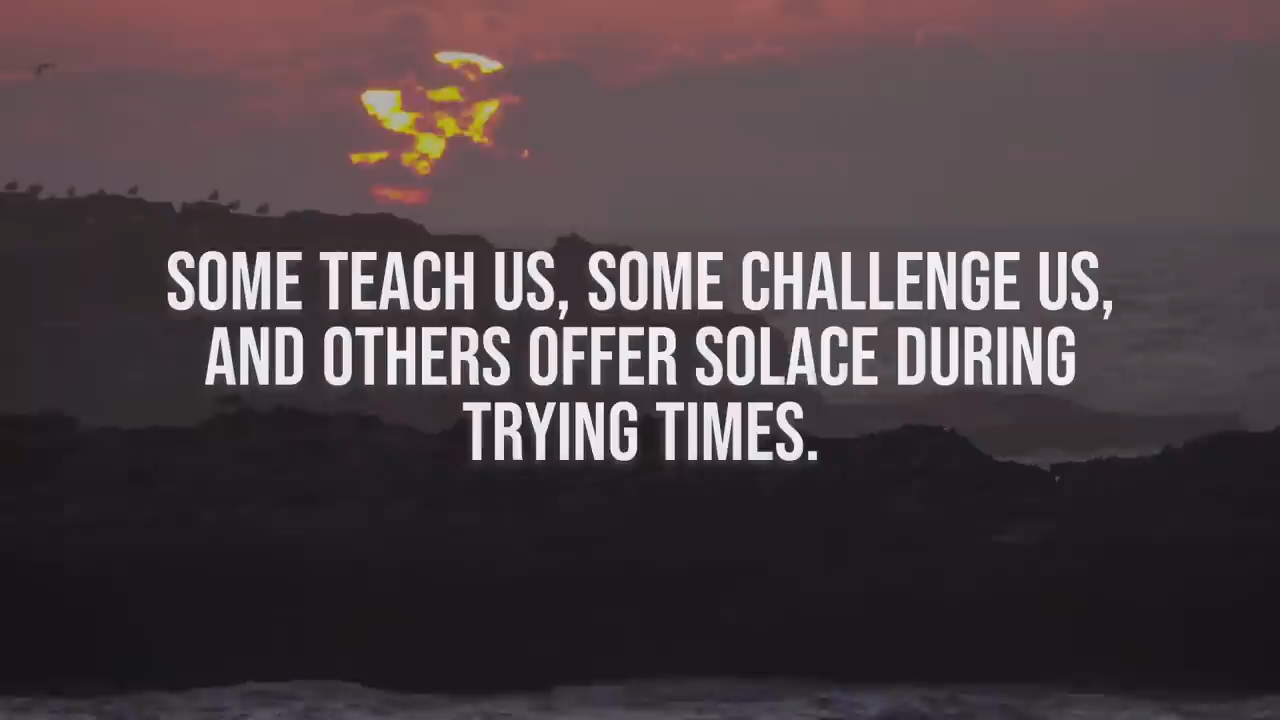 SOME TEACH US, SOME CHALLENGE US,
AND OTHERS OFFER SOLACE DURING
TRYING TIMES.